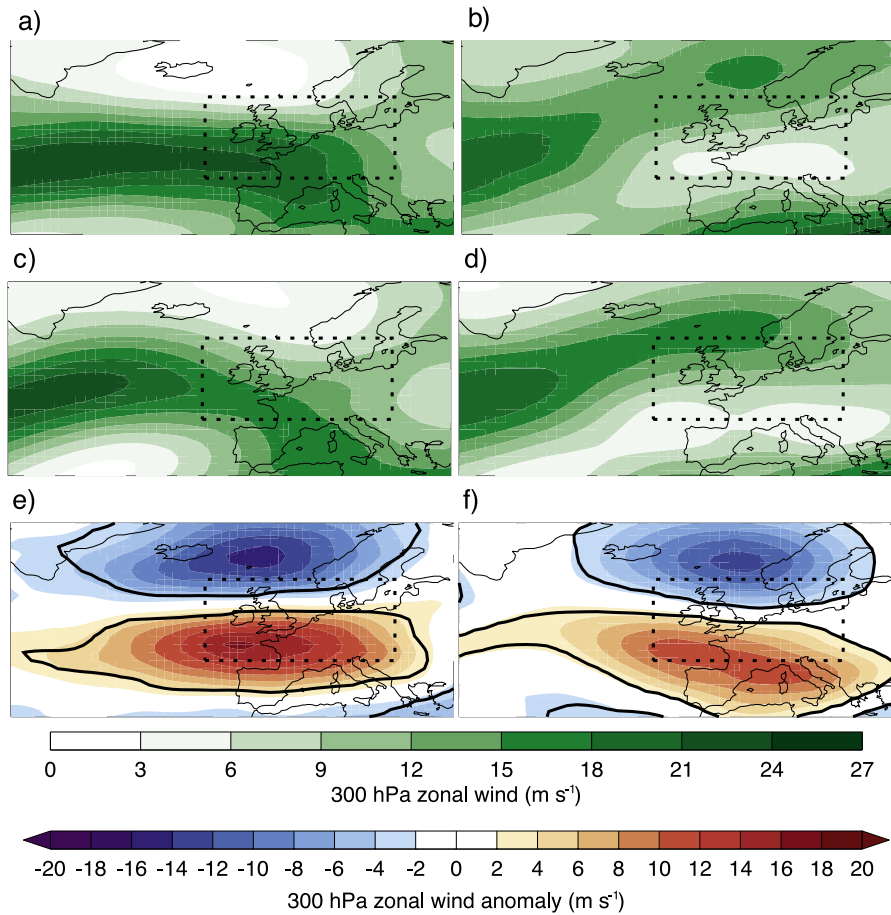 a)
b)
c)
d)
e)
f)
0 3 6 9 12 15 18 21 24 27
300 hPa zonal wind (m s⁻¹)
-20 -18 -16 -14 -12 -10 -8 -6 -4 -2 0 2 4 6 8 10 12 14 16 18 20
300 hPa zonal wind anomaly (m s⁻¹)